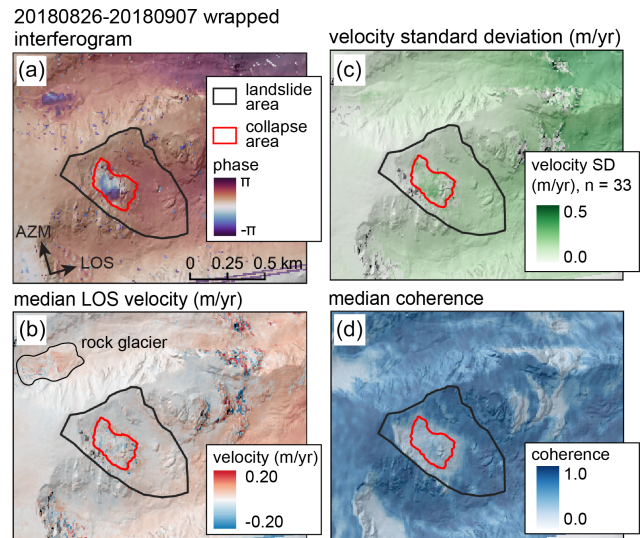 20180826-20180907 wrapped
interferogram
(a)
landslide
area
collapse
area
phase
π
-π
AZM
LOS
0 0.25 0.5 km
velocity standard deviation (m/yr)
(c)
velocity SD
(m/yr), n = 33
0.5
0.0
median LOS velocity (m/yr)
(b)
rock glacier
velocity (m/yr)
0.20
-0.20
median coherence
(d)
coherence
1.0
0.0